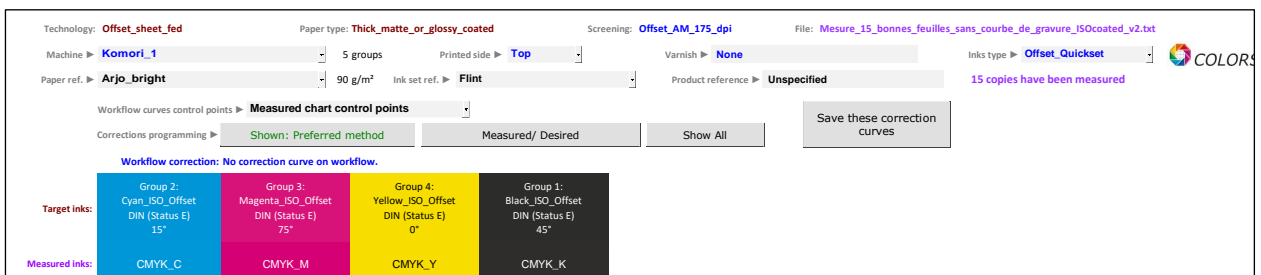 Technology: Offset_sheet_fed Paper type: Thick_matte_or_glossy_coated Screening: Offset_AM_175_dpi File: Mesure_15_bonnes_feuilles_sans_courbe_de_gravure_ISOcoated_v2.txt
Machine ► Komori_1 5 groups Printed side ► Top Varnish ► None Inks type ► Offset_Quickset COLORS
Paper ref. ► Arjo_bright 90 g/m² Ink set ref. ► Flint Product reference ► Unspecified 15 copies have been measured
Workflow curves control points ► Measured chart control points
Save these correction
curves
Corrections programming ► Shown: Preferred method Measured/ Desired Show All
Workflow correction: No correction curve on workflow.
Target inks:
Group 2:
Cyan_ISO_Offset
DIN (Status E)
15°
Group 3:
Magenta_ISO_Offset
DIN (Status E)
75°
Group 4:
Yellow_ISO_Offset
DIN (Status E)
0°
Group 1:
Black_ISO_Offset
DIN (Status E)
45°
Measured inks: CMYK_C CMYK_M CMYK_Y CMYK_K